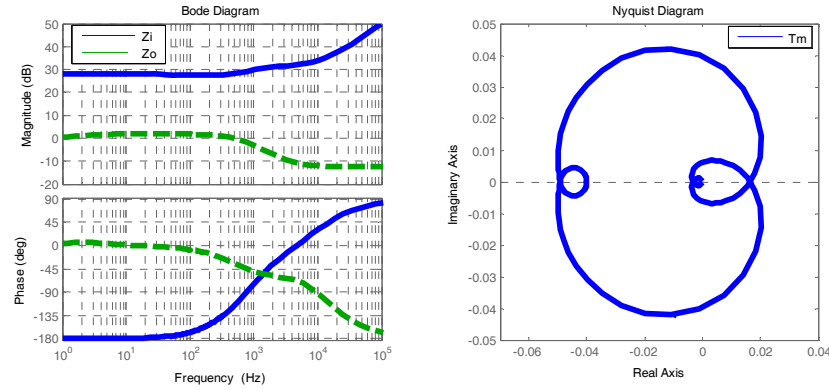 Bode Diagram
Zi
Zo
Magnitude (dB)
50
40
30
20
10
0
-10
-20
Phase (deg)
90
45
0
-45
-90
-135
-180
10^0 10^1 10^2 10^3 10^4 10^5
Frequency (Hz)
Nyquist Diagram
Tm
Imaginary Axis
0.05
0.04
0.03
0.02
0.01
0
-0.01
-0.02
-0.03
-0.04
-0.05
-0.06 -0.04 -0.02 0 0.02 0.04
Real Axis